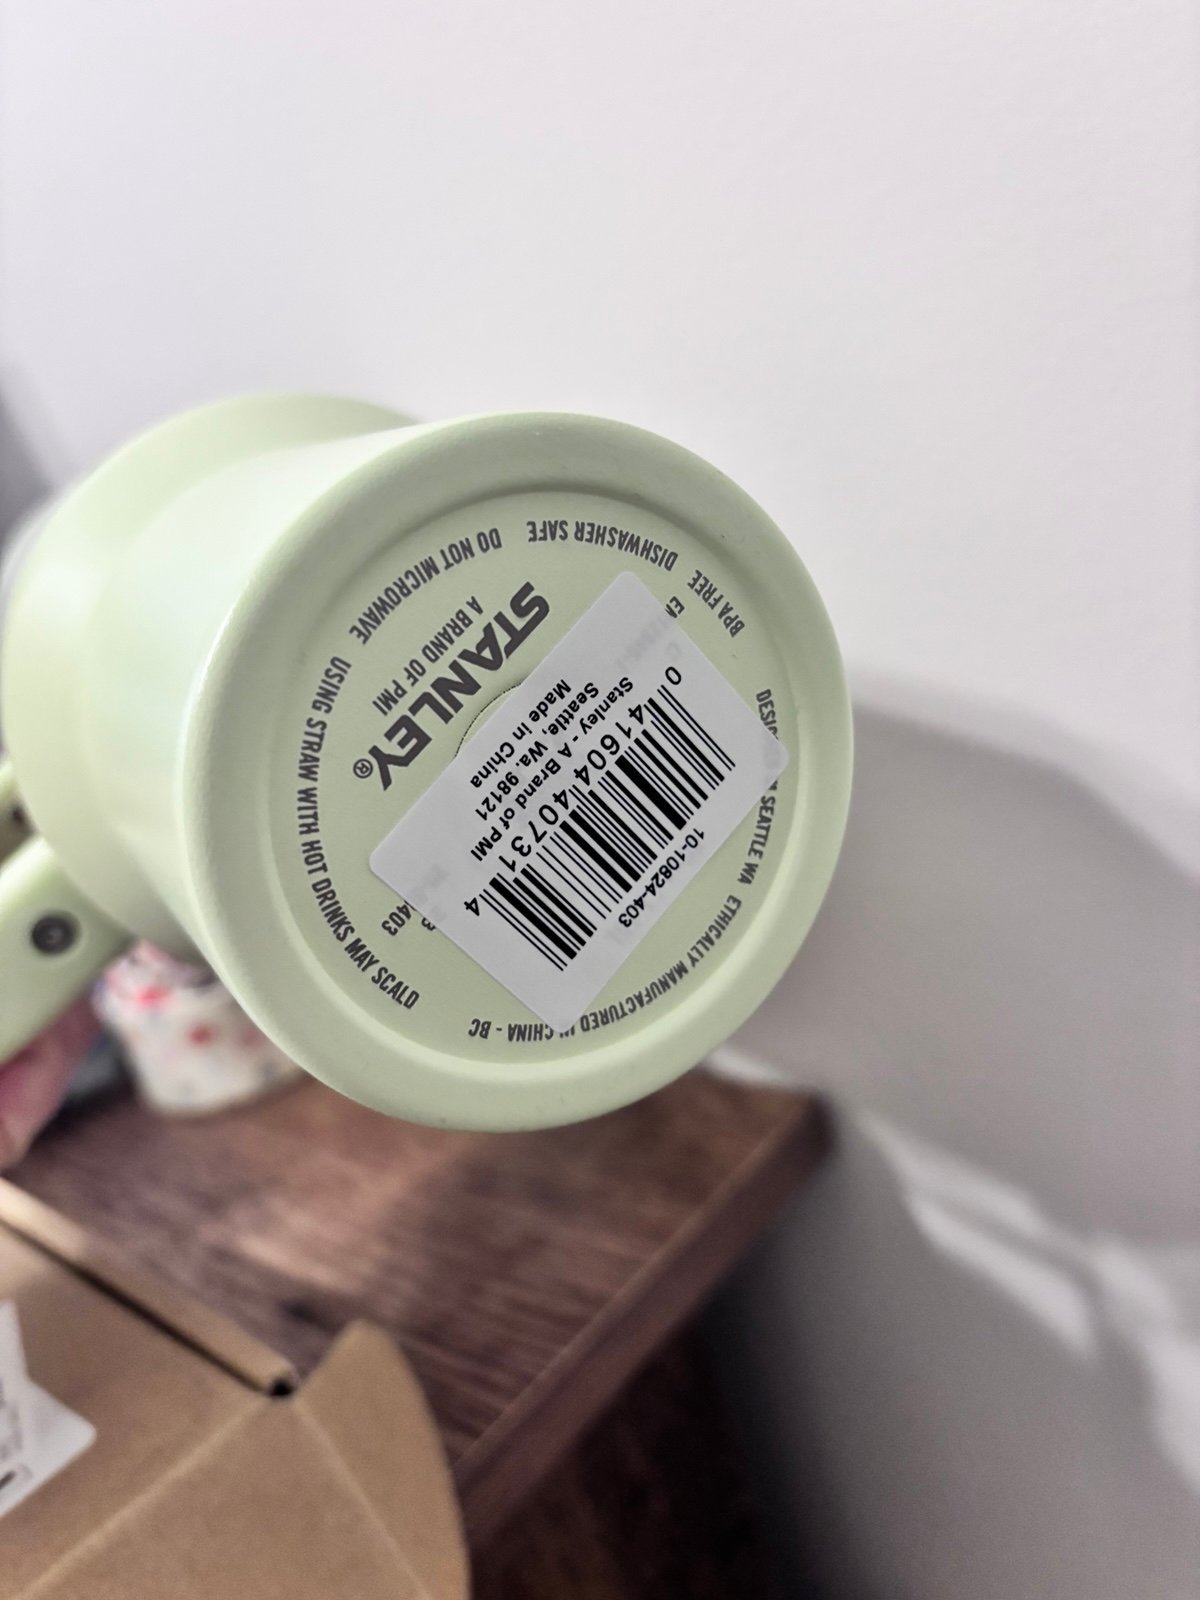 STANLEY®
A BRAND OF PMI
DO NOT MICROWAVE
USING STRAW WITH HOT DRINKS MAY SCALD
DISHWASHER SAFE
BPA FREE
SEATTLE WA
ETHICALLY MANUFACTURED IN CHINA - BC
403
10-10824-403
0 41604 40731 4
Stanley - A Brand of PMI
Seattle, Wa. 98121
Made in China